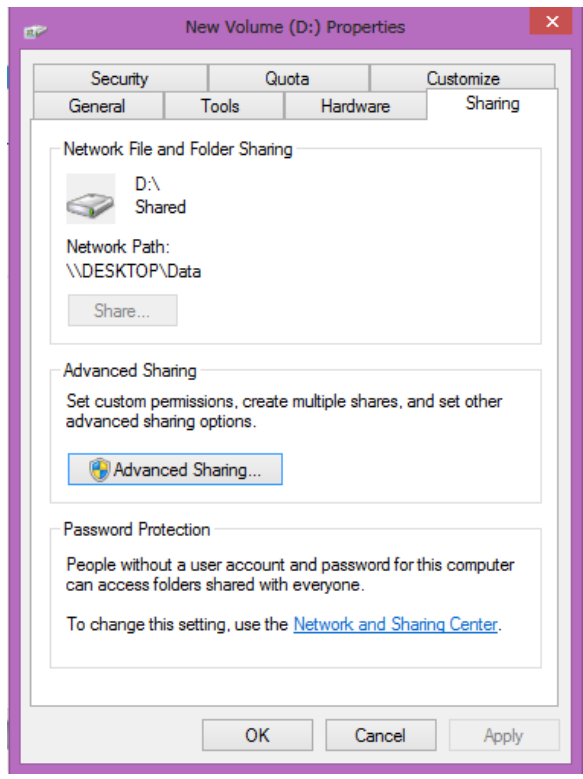 New Volume (D:) Properties
Security
Quota
Customize
General
Tools
Hardware
Sharing
Network File and Folder Sharing
D:\
Shared
Network Path:
\\DESKTOP\Data
Share...
Advanced Sharing
Set custom permissions, create multiple shares, and set other
advanced sharing options.
Advanced Sharing...
Password Protection
People without a user account and password for this computer
can access folders shared with everyone.
To change this setting, use the Network and Sharing Center.
OK
Cancel
Apply